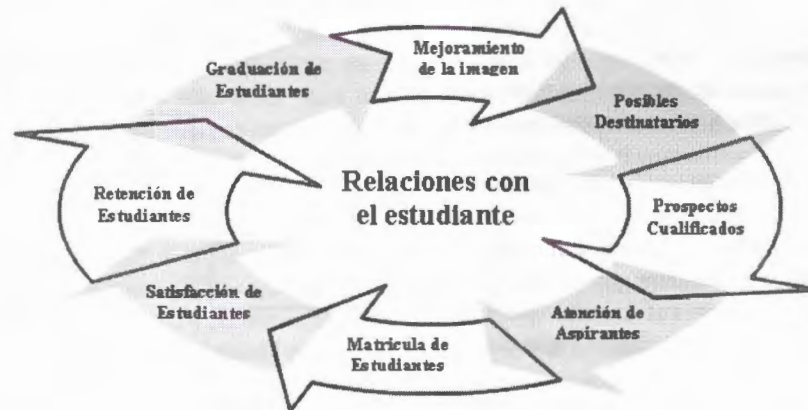 Mejoramiento
de la imagen
Posibles
Destinatarios
Prospectos
Cualificados
Atención de
Aspirantes
Matrícula de
Estudiantes
Satisfacción de
Estudiantes
Retención de
Estudiantes
Graduación de
Estudiantes
Relaciones con
el estudiante